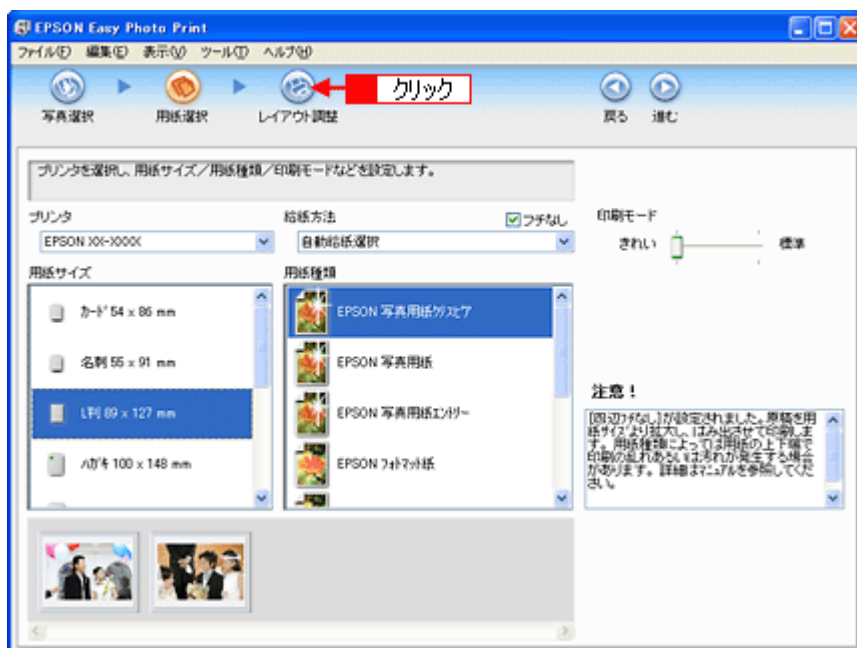 EPSON Easy Photo Print
ファイル(F) 編集(E) 表示(V) ツール(T) ヘルプ(H)
クリック
写真選択 用紙選択 レイアウト調整 戻る 進む
プリンタを選択し、用紙サイズ／用紙種類／印刷モードなどを設定します。
プリンタ 給紙方法 フチなし 印刷モード
EPSON XX-XXXX 自動給紙選択 きれい 標準
用紙サイズ 用紙種類
カード 54 x 86 mm EPSON 写真用紙クリスピア
名刺 55 x 91 mm EPSON 写真用紙
L判 89 x 127 mm EPSON 写真用紙エントリー
ハガキ 100 x 148 mm EPSON フォトマット紙
注意！
[四辺フチなし]が設定されました。原稿を用
紙サイズより拡大し、はみ出させて印刷しま
す。用紙種類によっては用紙の上下端で
印刷の乱れあるいは汚れが発生する場合
があります。詳細はマニュアルを参照してくだ
さい。